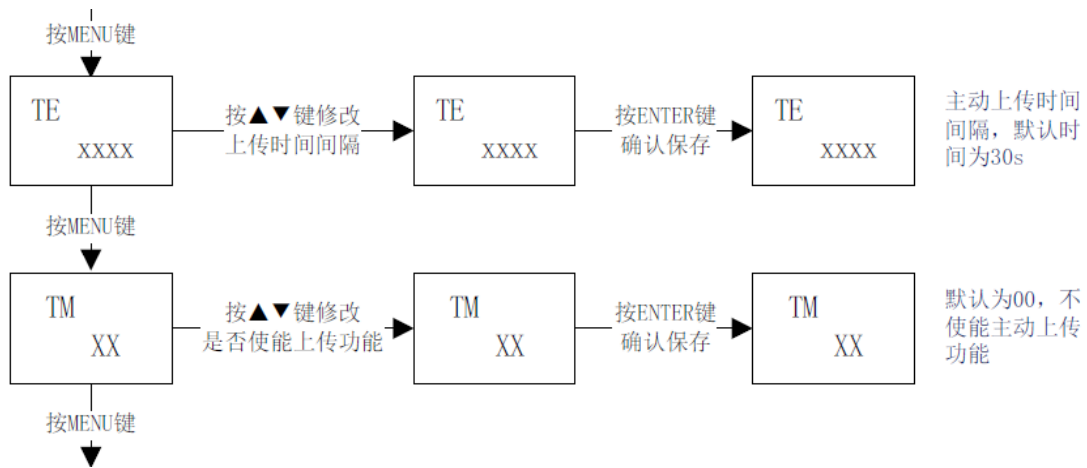 按MENU键
TE
XXXX
按▲▼键修改
上传时间间隔
TE
XXXX
按ENTER键
确认保存
TE
XXXX
主动上传时间
间隔，默认时
间为30s
按MENU键
TM
XX
按▲▼键修改
是否使能上传功能
TM
XX
按ENTER键
确认保存
TM
XX
默认为00，不
使能主动上传
功能
按MENU键